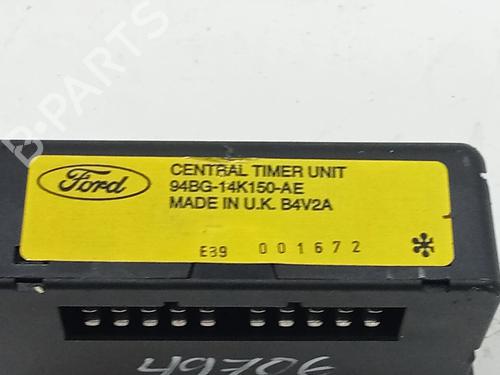 B-PARTS
Ford
CENTRAL TIMER UNIT
94BG-14K150-AE
MADE IN U.K. B4V2A
E39 001672
49706